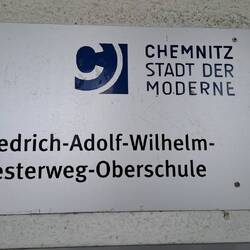 CHEMNITZ
STADT DER
MODERNE
edrich-Adolf-Wilhelm-
esterweg-Oberschule